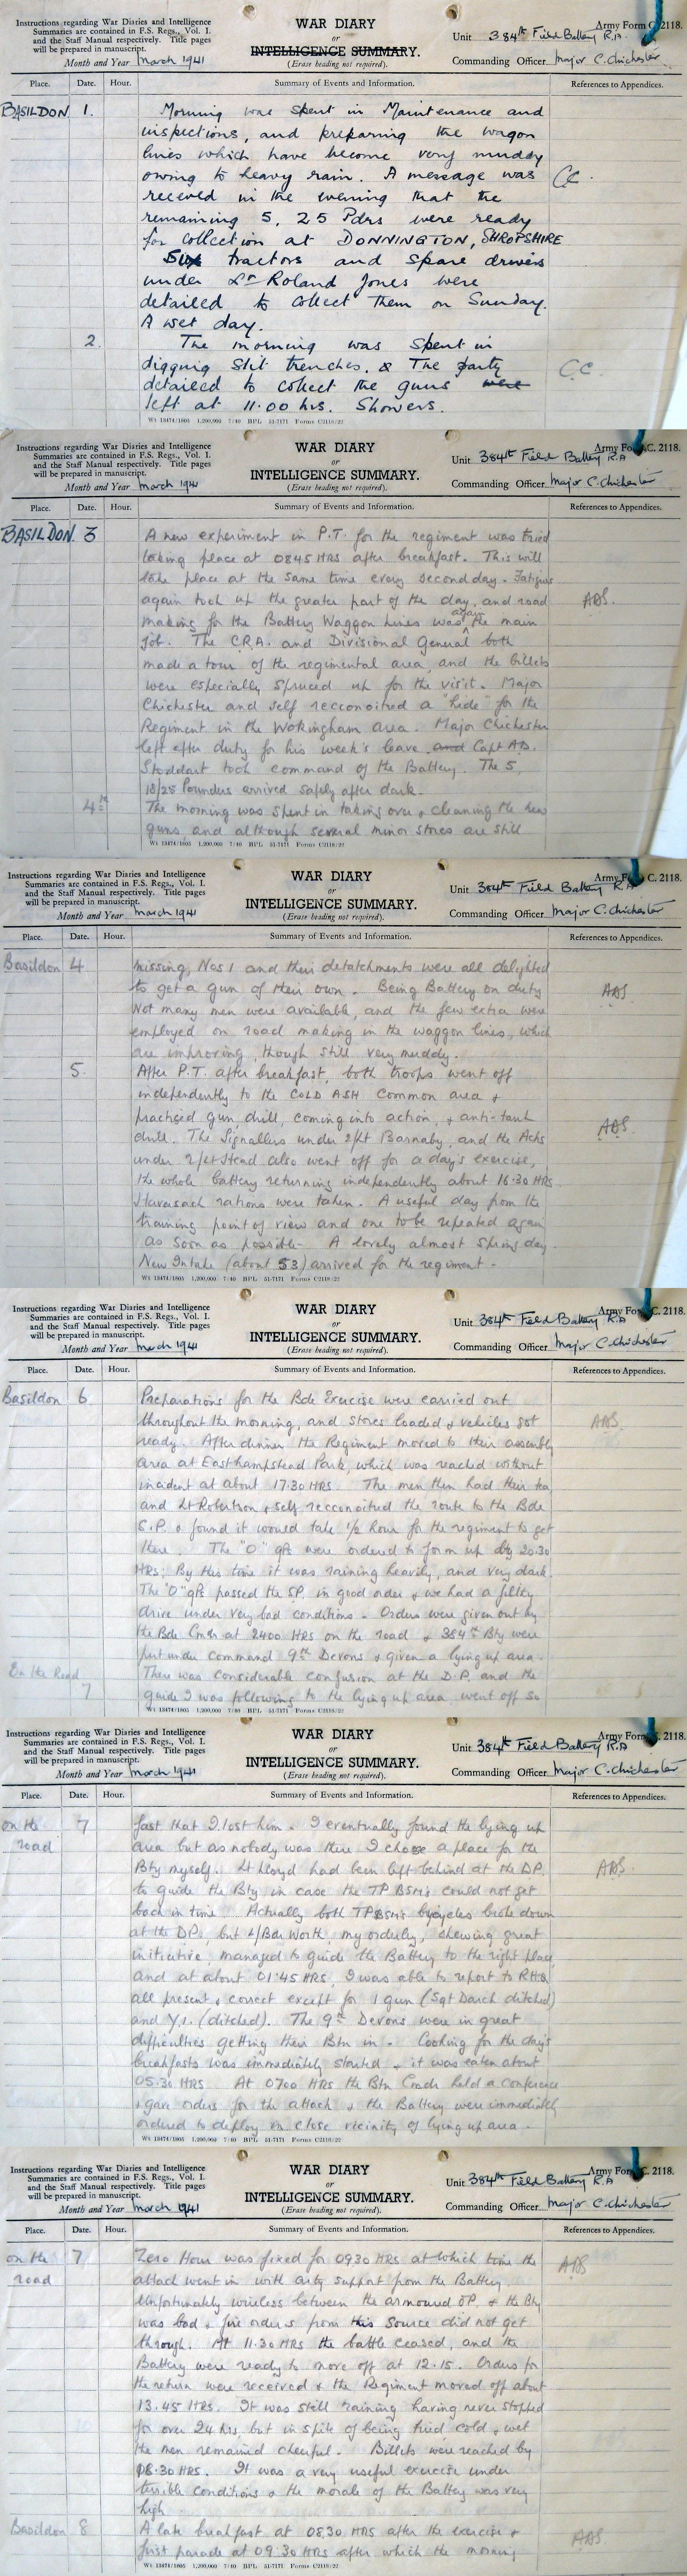 Instructions regarding War Diaries and Intelligence
Summaries are contained in F.S. Regs., Vol. I.
and the Staff Manual respectively. Title pages
will be prepared in manuscript.
Month and Year March 1941
WAR DIARY
or
INTELLIGENCE SUMMARY.
(Erase heading not required).
Army Form C. 2118.
Unit 384th Field Battery R.A.
Commanding Officer Major C. Chichester
Place. Date. Hour. Summary of Events and Information. References to Appendices.
BASILDON 1. Morning was spent in Maintenance and
inspections, and preparing the wagon
lines which have become very muddy
owing to heavy rain. A message was CC.
received in the evening that the
remaining 5, 25 Pdrs were ready
for collection at DONNINGTON, SHROPSHIRE
Six tractors and spare drivers
under Lt Roland Jones were
detailed to collect them on Sunday.
A wet day.
2. The morning was spent in
digging slit trenches. & The party C.C.
detailed to collect the guns were
left at 11.00 hrs. Showers.
Wt 13474/1805 1,200,000 7/40 BPL 51-7171 Forms C2118/22
Instructions regarding War Diaries and Intelligence
Summaries are contained in F.S. Regs., Vol. I.
and the Staff Manual respectively. Title pages
will be prepared in manuscript.
Month and Year March 1941
WAR DIARY
or
INTELLIGENCE SUMMARY.
(Erase heading not required).
Army Form C. 2118.
Unit 384th Field Battery R.A
Commanding Officer Major C. Chichester
Place. Date. Hour. Summary of Events and Information. References to Appendices.
BASILDON. 3 A new experiment in P.T. for the regiment was tried
taking place at 0845 HRS after breakfast. This will
take place at the same time every second day. Fatigues
again took up the greater part of the day, and road ABS.
making for the Battery Waggon Lines was again the main
job. The C.R.A. and Divisional General both
made a tour of the regimental area, and the billets
were especially spruced up for the visit. Major
Chichester and self recconoitred a "hide" for the
Regiment in the Wokingham area. Major Chichester
left after duty for his week's leave and Capt AB.
Stoddart took command of the Battery. The 5,
18/25 Pounders arrived safely after dark.
4th The morning was spent in taking over & cleaning the new
guns, and although several minor stores are still
Wt 13474/1805 1,200,000 7/40 BPL 51-7171 Forms C2118/22
Instructions regarding War Diaries and Intelligence
Summaries are contained in F.S. Regs., Vol. I.
and the Staff Manual respectively. Title pages
will be prepared in manuscript.
Month and Year March 1941
WAR DIARY
or
INTELLIGENCE SUMMARY.
(Erase heading not required).
Army Form C. 2118.
Unit 384th Field Battery R.A
Commanding Officer Major C. Chichester
Place. Date. Hour. Summary of Events and Information. References to Appendices.
Basildon 4 missing, Nos 1 and their detatchments were all delighted
to get a gun of their own. Being Battery on duty ABS
not many men were available, and the few extra were
employed on road making in the waggon lines, which
are improving, though still very muddy.
5. After P.T. after breakfast, both troops went off
independently to the COLD ASH Common area &
practised gun drill, coming into action, & anti-tank ABS.
drill. The Signallers under 2/Lt Barnaby, and the Acks
under 2/Lt Stead also went off for a day's exercise,
the whole battery returning independently about 16.30 HRS.
Haversack rations were taken. A useful day from the
training point of view and one to be repeated again
as soon as possible. A lovely almost Spring day.
New Intake (about 53) arrived for the regiment.
Wt 13474/1805 1,200,000 7/40 BPL 51-7171 Forms C2118/22
Instructions regarding War Diaries and Intelligence
Summaries are contained in F.S. Regs., Vol. I.
and the Staff Manual respectively. Title pages
will be prepared in manuscript.
Month and Year March 1941
WAR DIARY
or
INTELLIGENCE SUMMARY.
(Erase heading not required).
Army Form C. 2118.
Unit 384th Field Battery R.A
Commanding Officer Major C. Chichester
Place. Date. Hour. Summary of Events and Information. References to Appendices.
Basildon 6 Preparations for the Bde Exercise were carried out
throughout the morning, and stores loaded & vehicles got ABS
ready. After dinner the Regiment moved to their assembly
area at Easthampstead Park, which was reached without
incident at about 17.30 HRS. The men then had their tea
and Lt Robertson & self reccconoitred the route to the Bde
S.P. & found it would take 1/2 hour for the regiment to get
there. The "O" gps were ordered to form up by 20.30
HRS. By this time it was raining heavily, and very dark.
The "O" gps passed the SP. in good order & we had a filthy
drive under very bad conditions. Orders were given out by
the Bde Cmdr at 2400 HRS on the road & 384th Bty were
put under command 9th Devons & given a lying up area.
En the Road There was considerable confusion at the D.P. and the
7 guide I was following to the lying up area, went off so
Wt 13474/1805 1,200,000 7/40 BPL 51-7171 Forms C2118/22
Instructions regarding War Diaries and Intelligence
Summaries are contained in F.S. Regs., Vol. I.
and the Staff Manual respectively. Title pages
will be prepared in manuscript.
Month and Year March 1941
WAR DIARY
or
INTELLIGENCE SUMMARY.
(Erase heading not required).
Army Form C. 2118.
Unit 384th Field Battery R.A
Commanding Officer Major C. Chichester
Place. Date. Hour. Summary of Events and Information. References to Appendices.
on the 7 fast that I lost him. I eventually found the lying up
road area but as nobody was there I choose a place for the
Bty myself. Lt Lloyd had been left behind at the DP. ABS.
to guide the Bty in case the TP BSMs could not get
back in time. Actually both TP BSM's bycycles broke down
at the DP., but L/Bdr Worth, my orderly, shewing great
initiative, managed to guide the Battery to the right place,
and at about 01.45 HRS, I was able to report to RHQ
all present & correct except for 1 gun (Sgt Darch ditched)
and Y.1. (ditched). The 9th Devons were in great
difficulties getting their Btn in. Cooking for the day's
breakfasts was immediately started & it was eaten about
05.30 HRS At 0700 HRS the Btn Cmdr held a Conference
& gave orders for the attack & the Battery were immediately
ordered to deploy in close vicinity of lying up area.
Wt 13474/1805 1,200,000 7/40 BPL 51-7171 Forms C2118/22
Instructions regarding War Diaries and Intelligence
Summaries are contained in F.S. Regs., Vol. I.
and the Staff Manual respectively. Title pages
will be prepared in manuscript.
Month and Year March 1941
WAR DIARY
or
INTELLIGENCE SUMMARY.
(Erase heading not required).
Army Form C. 2118.
Unit 384th Field Battery R.A
Commanding Officer Major C. Chichester
Place. Date. Hour. Summary of Events and Information. References to Appendices.
on the 7 Zero Hour was fixed for 0930 HRS at which time the ABS
road attack went in with arty support from the Battery.
Unfortunately wireless between the armoured OP. & the Bty
was bad & fire orders from this source did not get
through. At 11.30 HRS the battle ceased, and the
Battery were ready to move off at 12.15. Orders for
the return were received & the Regiment moved off about
13.45 HRS. It was still raining having never stopped
for over 24 hrs, but in spite of being tired cold & wet
the men remained cheerful. Billets were reached by
18.30 HRS. It was a very useful exercise under
terrible conditions & the morale of the Battery was very
high.
Basildon 8 A late breakfast at 08.30 HRS after the exercise & ABS.
first parade at 09.30 HRS after which the morning
Wt 13474/1805 1,200,000 7/40 BPL 51-7171 Forms C2118/22